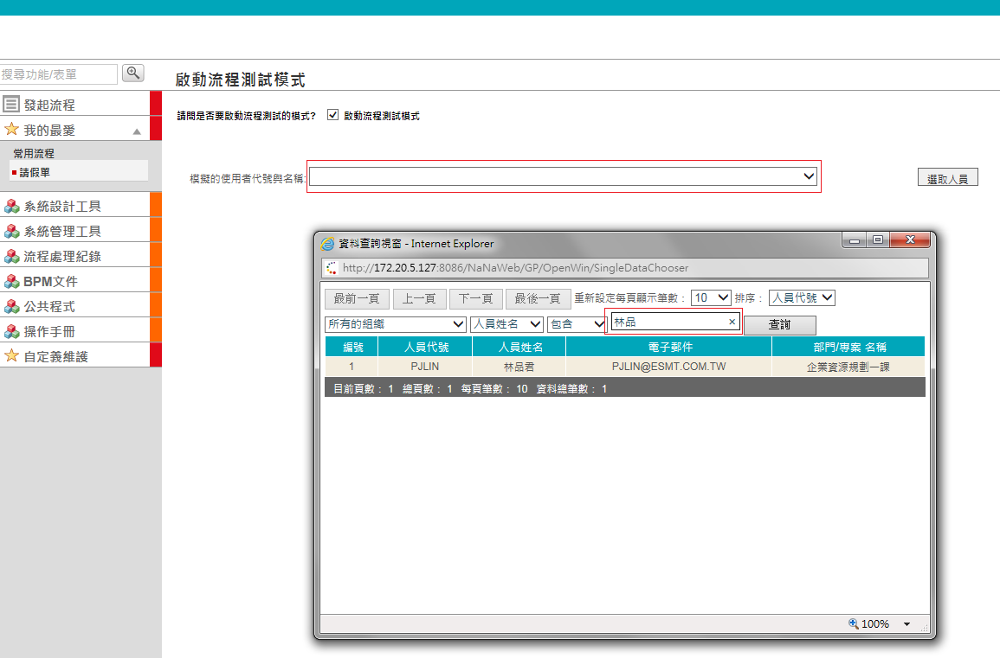 搜尋功能/表單
啟動流程測試模式
發起流程
請問是否要啟動流程測試的模式? 啟動流程測試模式
我的最愛
常用流程
請假單
模擬的使用者代號與名稱: 選取人員
系統設計工具
系統管理工具
流程處理紀錄
BPM文件
公共程式
操作手冊
自定義維護
資料查詢視窗 - Internet Explorer
http://172.20.5.127:8086/NaNaWeb/GP/OpenWin/SingleDataChooser
最前一頁 上一頁 下一頁 最後一頁 重新設定每頁顯示筆數： 10 排序： 人員代號
所有的組織 人員姓名 包含 林品 × 查詢
編號 人員代號 人員姓名 電子郵件 部門/專案 名稱
1 PJLIN 林品君 PJLIN@ESMT.COM.TW 企業資源規劃一課
目前頁數： 1 總頁數： 1 每頁筆數： 10 資料總筆數： 1
100%